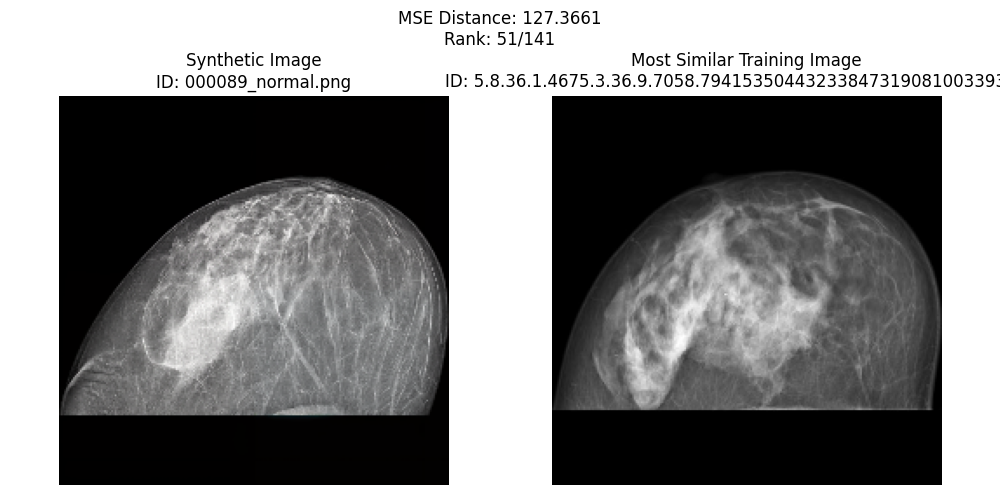 MSE Distance: 127.3661
Rank: 51/141
Synthetic Image
ID: 000089_normal.png
Most Similar Training Image
ID: 5.8.36.1.4675.3.36.9.7058.79415350443233847319081003393